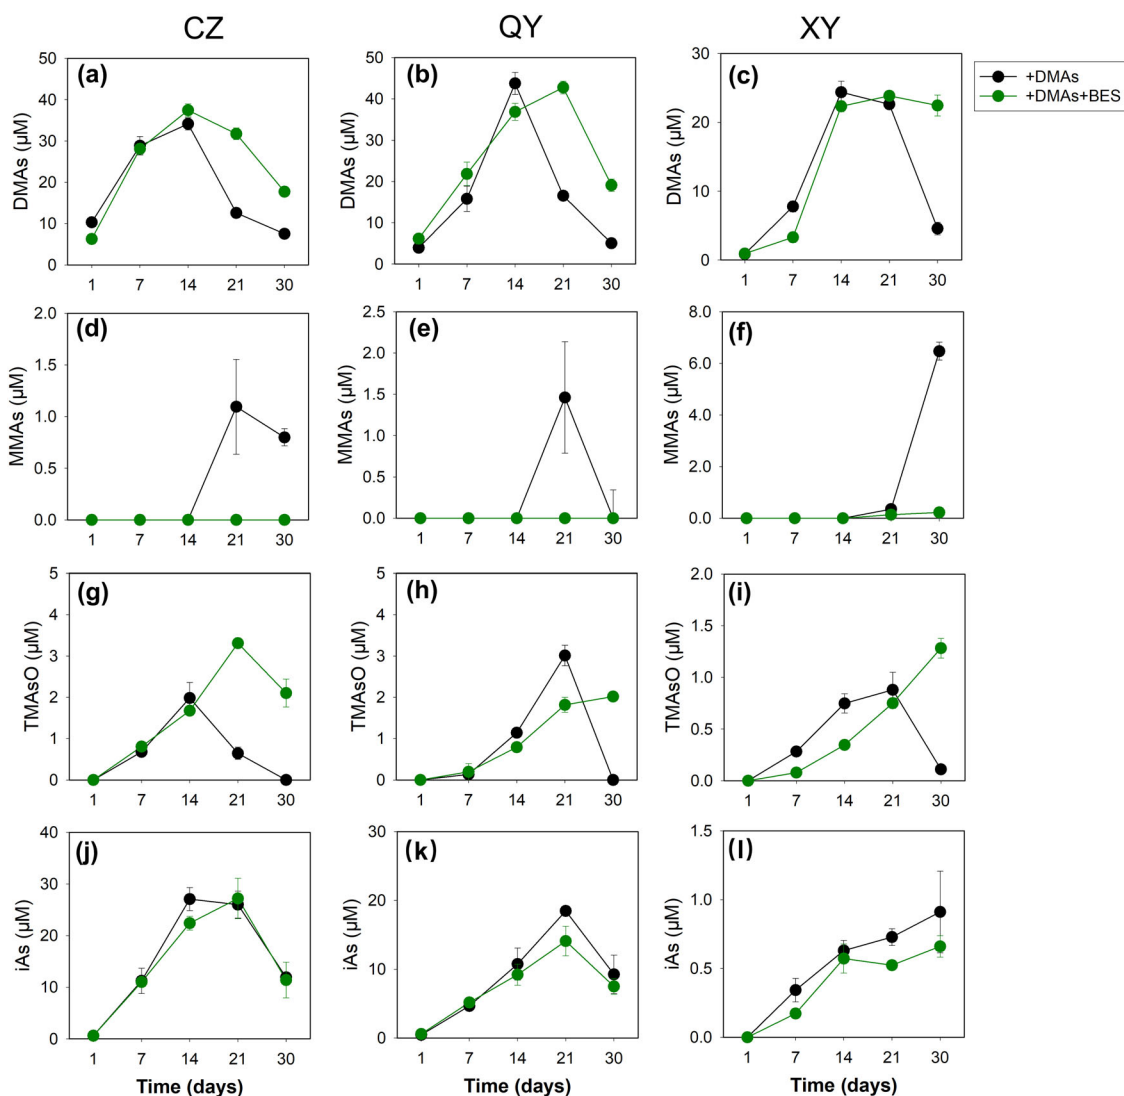 CZ QY XY
(a) (b) (c)
+DMAs
+DMAs+BES
DMAs (µM)
50
40
30
20
10
0
1 7 14 21 30
DMAs (µM)
50
40
30
20
10
0
1 7 14 21 30
DMAs (µM)
30
20
10
0
1 7 14 21 30
(d)
MMAs (µM)
2.0
1.5
1.0
0.5
0.0
1 7 14 21 30
(e)
MMAs (µM)
2.5
2.0
1.5
1.0
0.5
0.0
1 7 14 21 30
(f)
MMAs (µM)
8.0
6.0
4.0
2.0
0.0
1 7 14 21 30
(g)
TMAsO (µM)
5
4
3
2
1
0
1 7 14 21 30
(h)
TMAsO (µM)
5
4
3
2
1
0
1 7 14 21 30
(i)
TMAsO (µM)
2.0
1.5
1.0
0.5
0.0
1 7 14 21 30
(j)
iAs (µM)
40
30
20
10
0
1 7 14 21 30
Time (days)
(k)
iAs (µM)
30
20
10
0
1 7 14 21 30
Time (days)
(l)
iAs (µM)
1.5
1.0
0.5
0.0
1 7 14 21 30
Time (days)